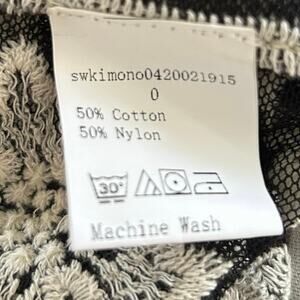 swkimono0420021915
0
50% Cotton
50% Nylon
30°
Machine Wash